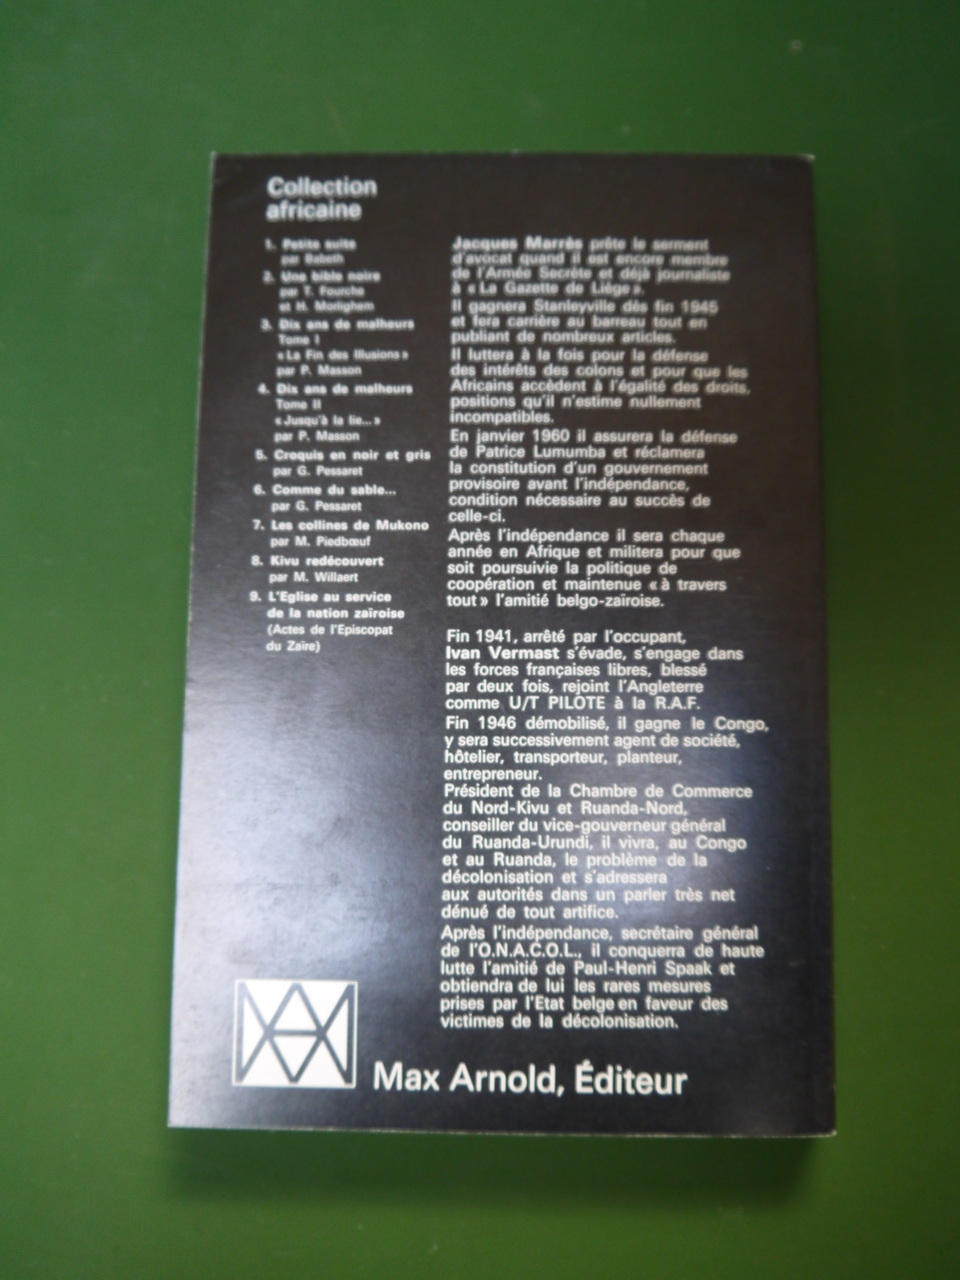 Collection
africaine
1. Petite suite
par Babeth
2. Une bible noire
par T. Fourche
et H. Morlighem
3. Dix ans de malheurs
Tome I
« La Fin des Illusions »
par P. Masson
4. Dix ans de malheurs
Tome II
« Jusqu'à la lie... »
par P. Masson
5. Croquis en noir et gris
par G. Pessaret
6. Comme du sable...
par G. Pessaret
7. Les collines de Mukono
par M. Piedbœuf
8. Kivu redécouvert
par M. Willaert
9. L'Eglise au service
de la nation zaïroise
(Actes de l'Episcopat
du Zaïre)
Jacques Marrès prête le serment
d'avocat quand il est encore membre
de l'Armée Secrète et déjà journaliste
à « La Gazette de Liège ».
Il gagnera Stanleyville dès fin 1945
et fera carrière au barreau tout en
publiant de nombreux articles.
Il luttera à la fois pour la défense
des intérêts des colons et pour que les
Africains accèdent à l'égalité des droits,
positions qu'il n'estime nullement
incompatibles.
En janvier 1960 il assurera la défense
de Patrice Lumumba et réclamera
la constitution d'un gouvernement
provisoire avant l'indépendance,
condition nécessaire au succès de
celle-ci.
Après l'indépendance il sera chaque
année en Afrique et militera pour que
soit poursuivie la politique de
coopération et maintenue « à travers
tout » l'amitié belgo-zaïroise.
Fin 1941, arrêté par l'occupant,
Ivan Vermast s'évade, s'engage dans
les forces françaises libres, blessé
par deux fois, rejoint l'Angleterre
comme U/T PILOTE à la R.A.F.
Fin 1946 démobilisé, il gagne le Congo,
y sera successivement agent de société,
hôtelier, transporteur, planteur,
entrepreneur.
Président de la Chambre de Commerce
du Nord-Kivu et Ruanda-Nord,
conseiller du vice-gouverneur général
du Ruanda-Urundi, il vivra, au Congo
et au Ruanda, le problème de la
décolonisation et s'adressera
aux autorités dans un parler très net
dénué de tout artifice.
Après l'indépendance, secrétaire général
de l'O.N.A.C.O.L., il conquerra de haute
lutte l'amitié de Paul-Henri Spaak et
obtiendra de lui les rares mesures
prises par l'Etat belge en faveur des
victimes de la décolonisation.
Max Arnold, Éditeur